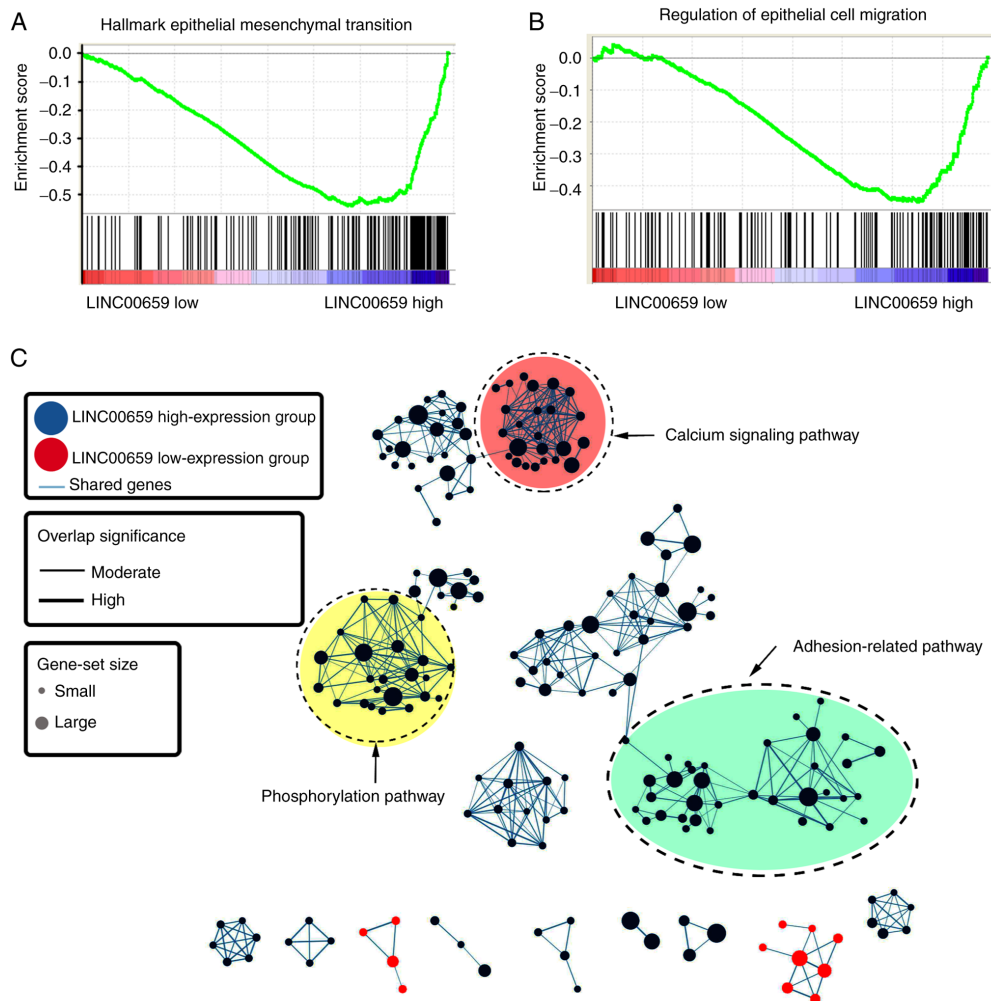 A
Hallmark epithelial mesenchymal transition
Enrichment score
0.0
−0.1
−0.2
−0.3
−0.4
−0.5
LINC00659 low
LINC00659 high
B
Regulation of epithelial cell migration
Enrichment score
0.0
−0.1
−0.2
−0.3
−0.4
LINC00659 low
LINC00659 high
C
LINC00659 high-expression group
LINC00659 low-expression group
Shared genes
Overlap significance
Moderate
High
Gene-set size
Small
Large
Calcium signaling pathway
Adhesion-related pathway
Phosphorylation pathway